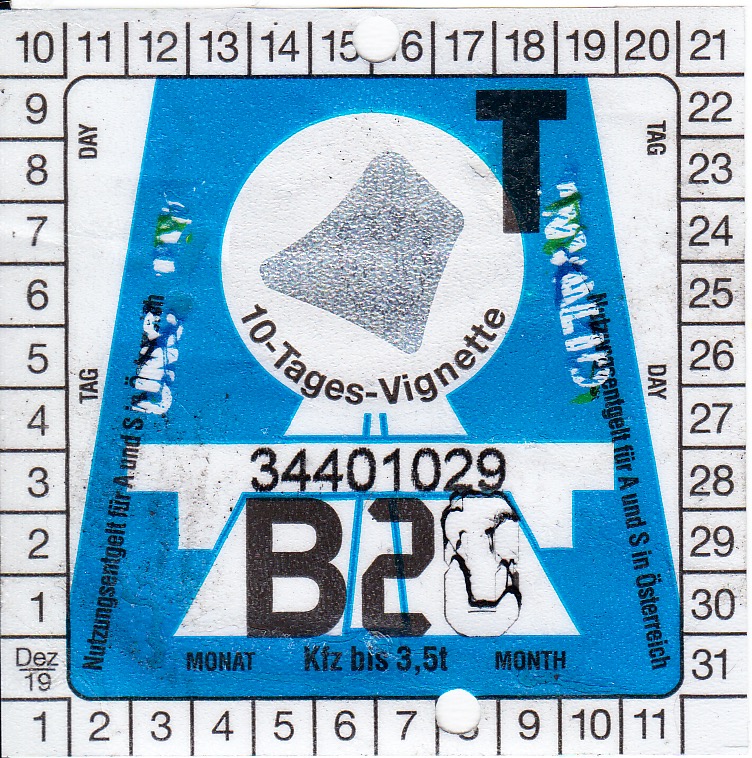 10 11 12 13 14 15 16 17 18 19 20 21
9
8
7
6
5
4
3
2
1
Dez
19
DAY
TAG
T
10-Tages-Vignette
Nutzungsentgelt für A und S in Österreich
Nutzungsentgelt für A und S in Österreich
34401029
B2
MONAT
Kfz bis 3,5t
MONTH
TAG
DAY
22
23
24
25
26
27
28
29
30
31
1 2 3 4 5 6 7 8 9 10 11